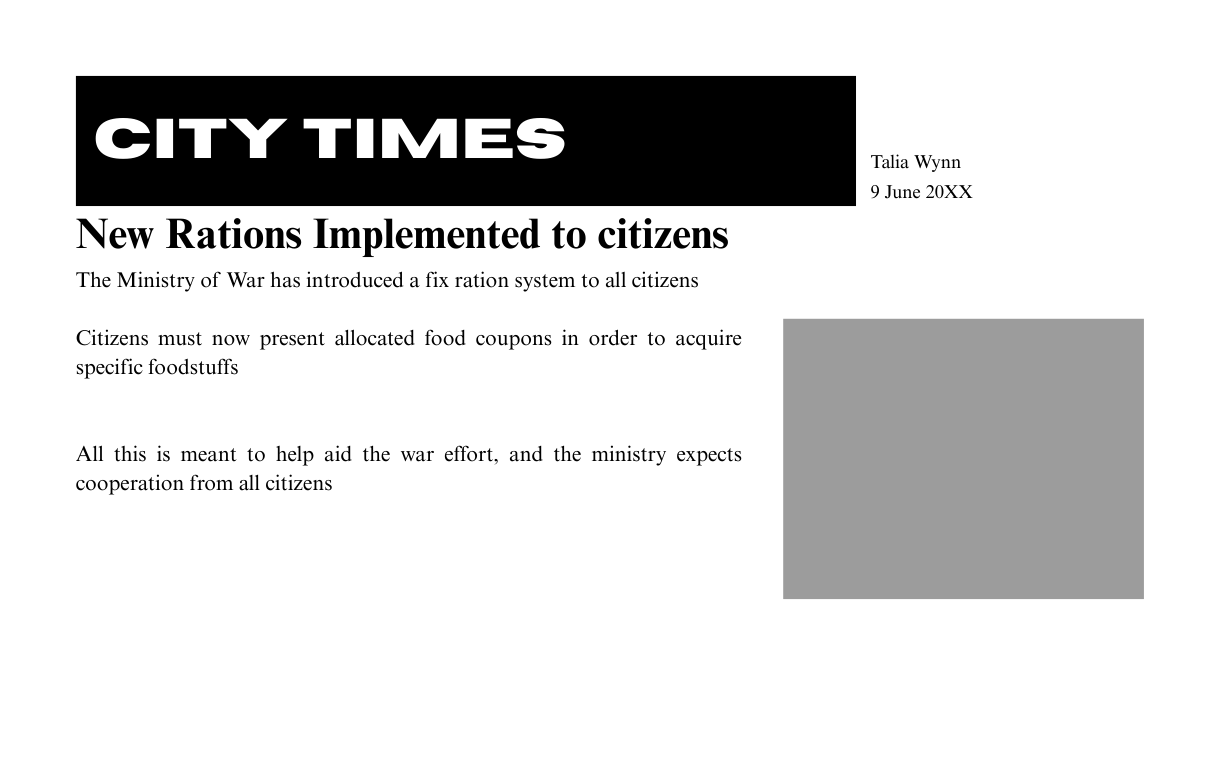 CITY TIMES
Talia Wynn
9 June 20XX
New Rations Implemented to citizens
The Ministry of War has introduced a fix ration system to all citizens
Citizens must now present allocated food coupons in order to acquire
specific foodstuffs
All this is meant to help aid the war effort, and the ministry expects
cooperation from all citizens